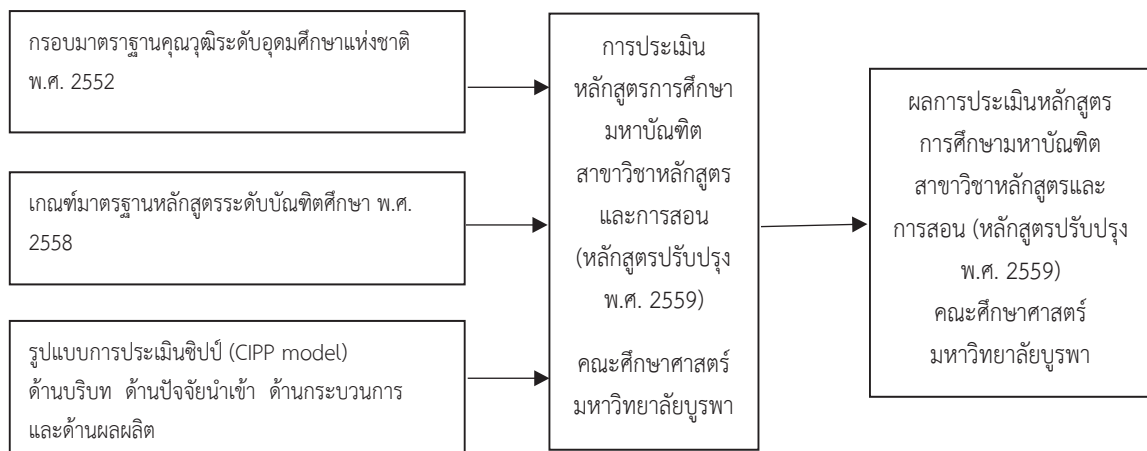 กรอบมาตราฐานคุณวุฒิระดับอุดมศึกษาแห่งชาติ
พ.ศ. 2552
เกณฑ์มาตรฐานหลักสูตรระดับบัณฑิตศึกษา พ.ศ.
2558
รูปแบบการประเมินซิปป์ (CIPP model)
ด้านบริบท ด้านปัจจัยนำเข้า ด้านกระบวนการ
และด้านผลผลิต
การประเมิน
หลักสูตรการศึกษา
มหาบัณฑิต
สาขาวิชาหลักสูตร
และการสอน
(หลักสูตรปรับปรุง
พ.ศ. 2559)
คณะศึกษาศาสตร์
มหาวิทยาลัยบูรพา
ผลการประเมินหลักสูตร
การศึกษามหาบัณฑิต
สาขาวิชาหลักสูตรและ
การสอน (หลักสูตรปรับปรุง
พ.ศ. 2559)
คณะศึกษาศาสตร์
มหาวิทยาลัยบูรพา